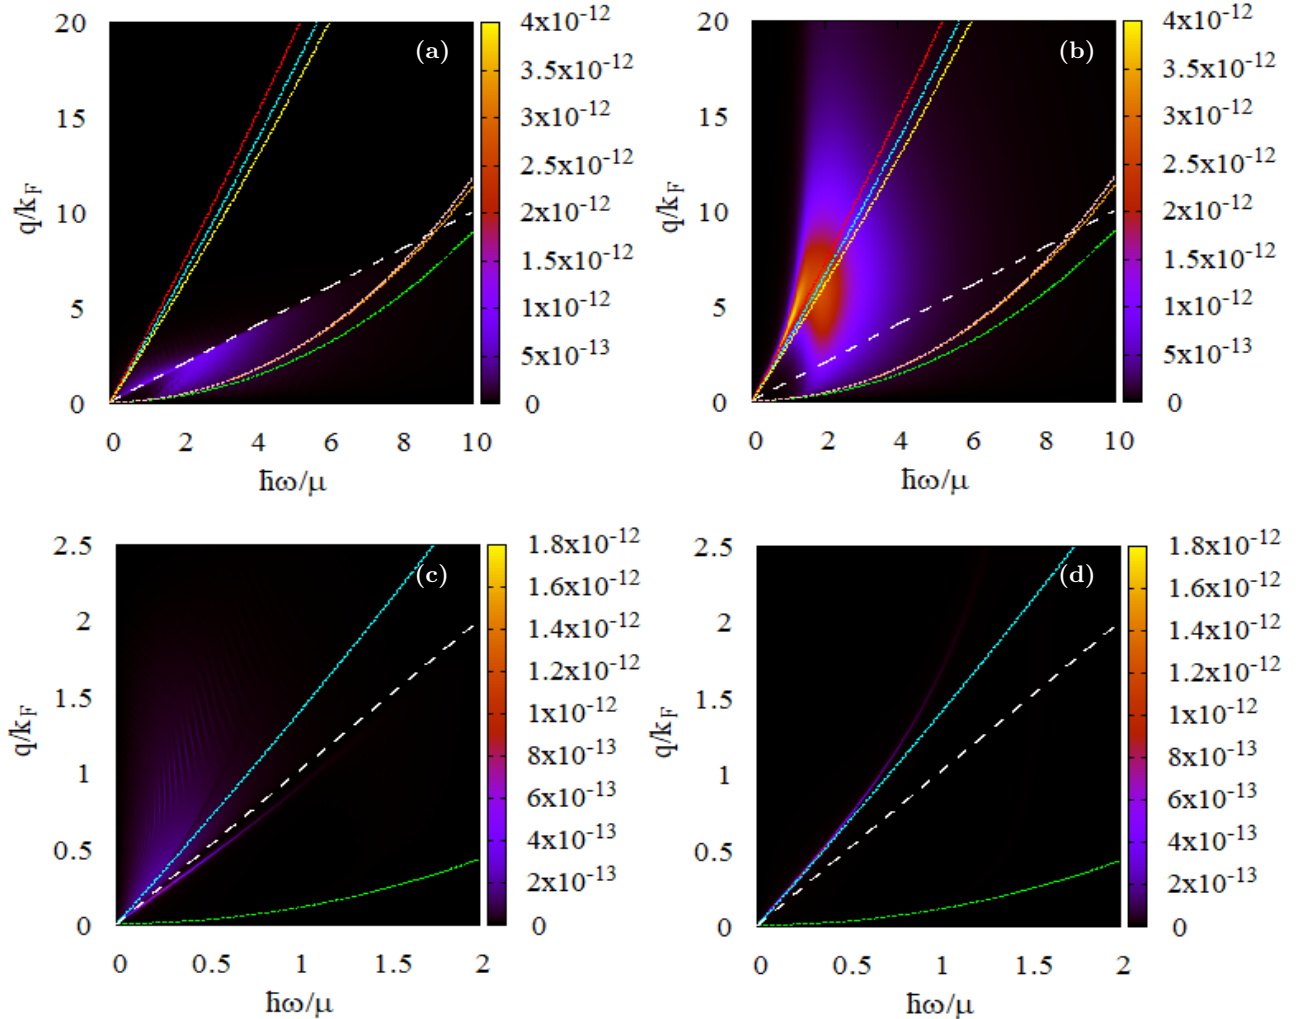 (a)
q/k_F
20
15
10
5
0
0 2 4 6 8 10
ħω/μ
4x10^-12
3.5x10^-12
3x10^-12
2.5x10^-12
2x10^-12
1.5x10^-12
1x10^-12
5x10^-13
0
(b)
q/k_F
20
15
10
5
0
0 2 4 6 8 10
ħω/μ
4x10^-12
3.5x10^-12
3x10^-12
2.5x10^-12
2x10^-12
1.5x10^-12
1x10^-12
5x10^-13
0
(c)
q/k_F
2.5
2
1.5
1
0.5
0
0 0.5 1 1.5 2
ħω/μ
1.8x10^-12
1.6x10^-12
1.4x10^-12
1.2x10^-12
1x10^-12
8x10^-13
6x10^-13
4x10^-13
2x10^-13
0
(d)
q/k_F
2.5
2
1.5
1
0.5
0
0 0.5 1 1.5 2
ħω/μ
1.8x10^-12
1.6x10^-12
1.4x10^-12
1.2x10^-12
1x10^-12
8x10^-13
6x10^-13
4x10^-13
2x10^-13
0